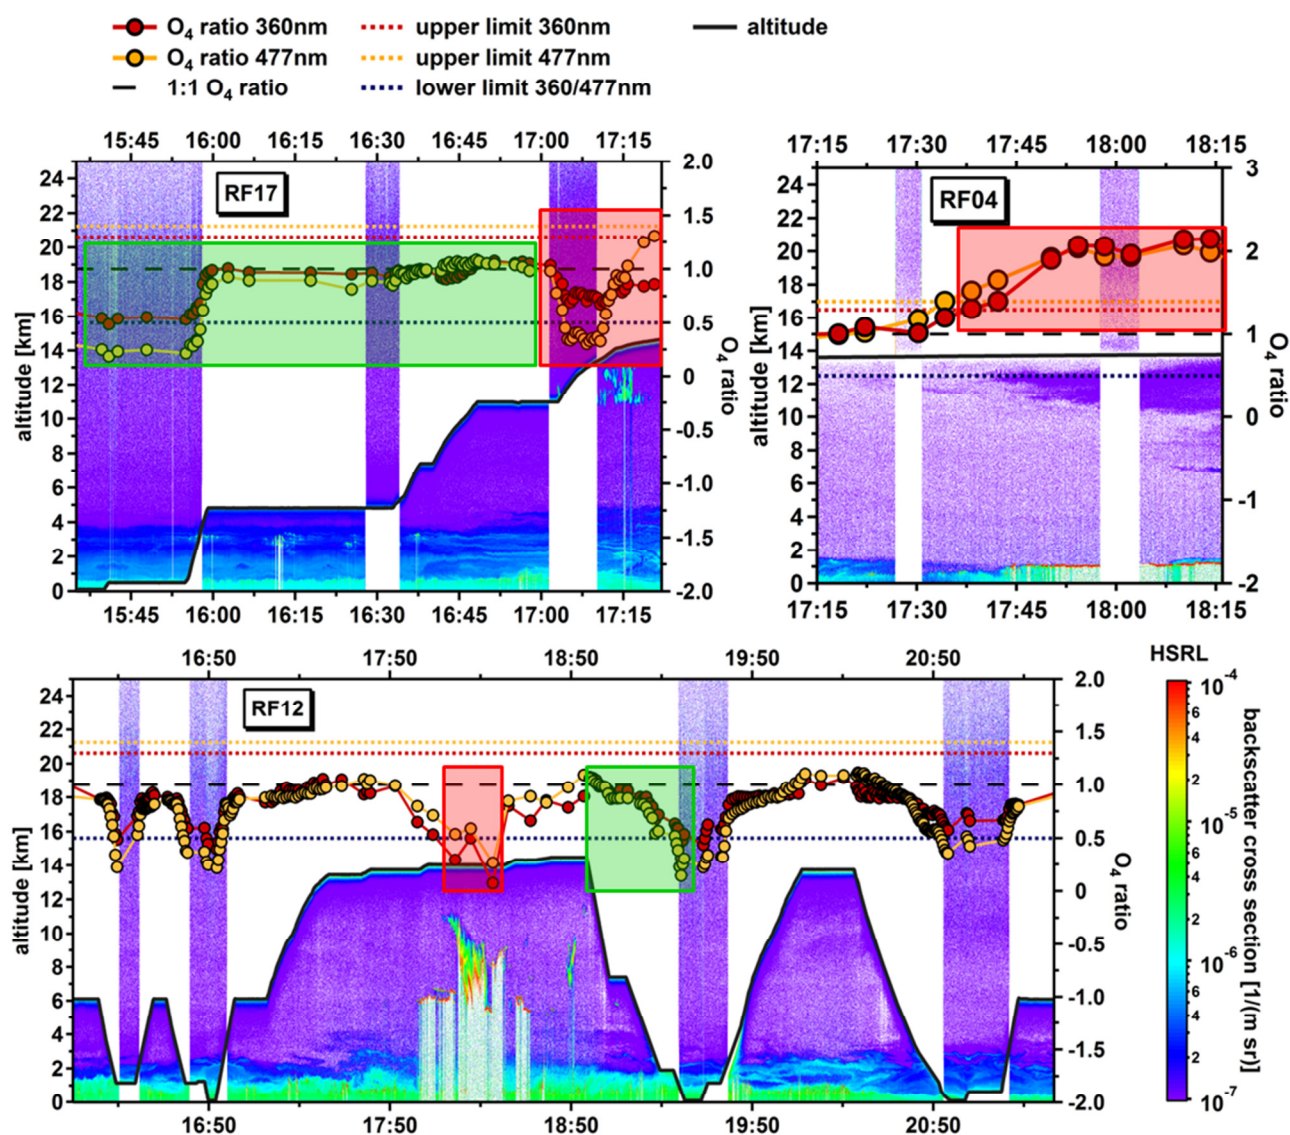 O4 ratio 360nm upper limit 360nm altitude
O4 ratio 477nm upper limit 477nm
1:1 O4 ratio lower limit 360/477nm
15:45 16:00 16:15 16:30 16:45 17:00 17:15
24 22 20 18 16 14 12 10 8 6 4 2 0
altitude [km]
RF17
2.0 1.5 1.0 0.5 0 -0.5 -1.0 -1.5 -2.0
O4 ratio
15:45 16:00 16:15 16:30 16:45 17:00 17:15
17:15 17:30 17:45 18:00 18:15
24 22 20 18 16 14 12 10 8 6 4 2 0
altitude [km]
RF04
3 2 1 0 -1 -2
O4 ratio
17:15 17:30 17:45 18:00 18:15
16:50 17:50 18:50 19:50 20:50
24 22 20 18 16 14 12 10 8 6 4 2 0
altitude [km]
RF12
2.0 1.5 1.0 0.5 0 -0.5 -1.0 -1.5 -2.0
O4 ratio
16:50 17:50 18:50 19:50 20:50
HSRL
10-4
6
4
2
10-5
6
4
2
10-6
6
4
2
10-7
backscatter cross section [1/(m sr)]